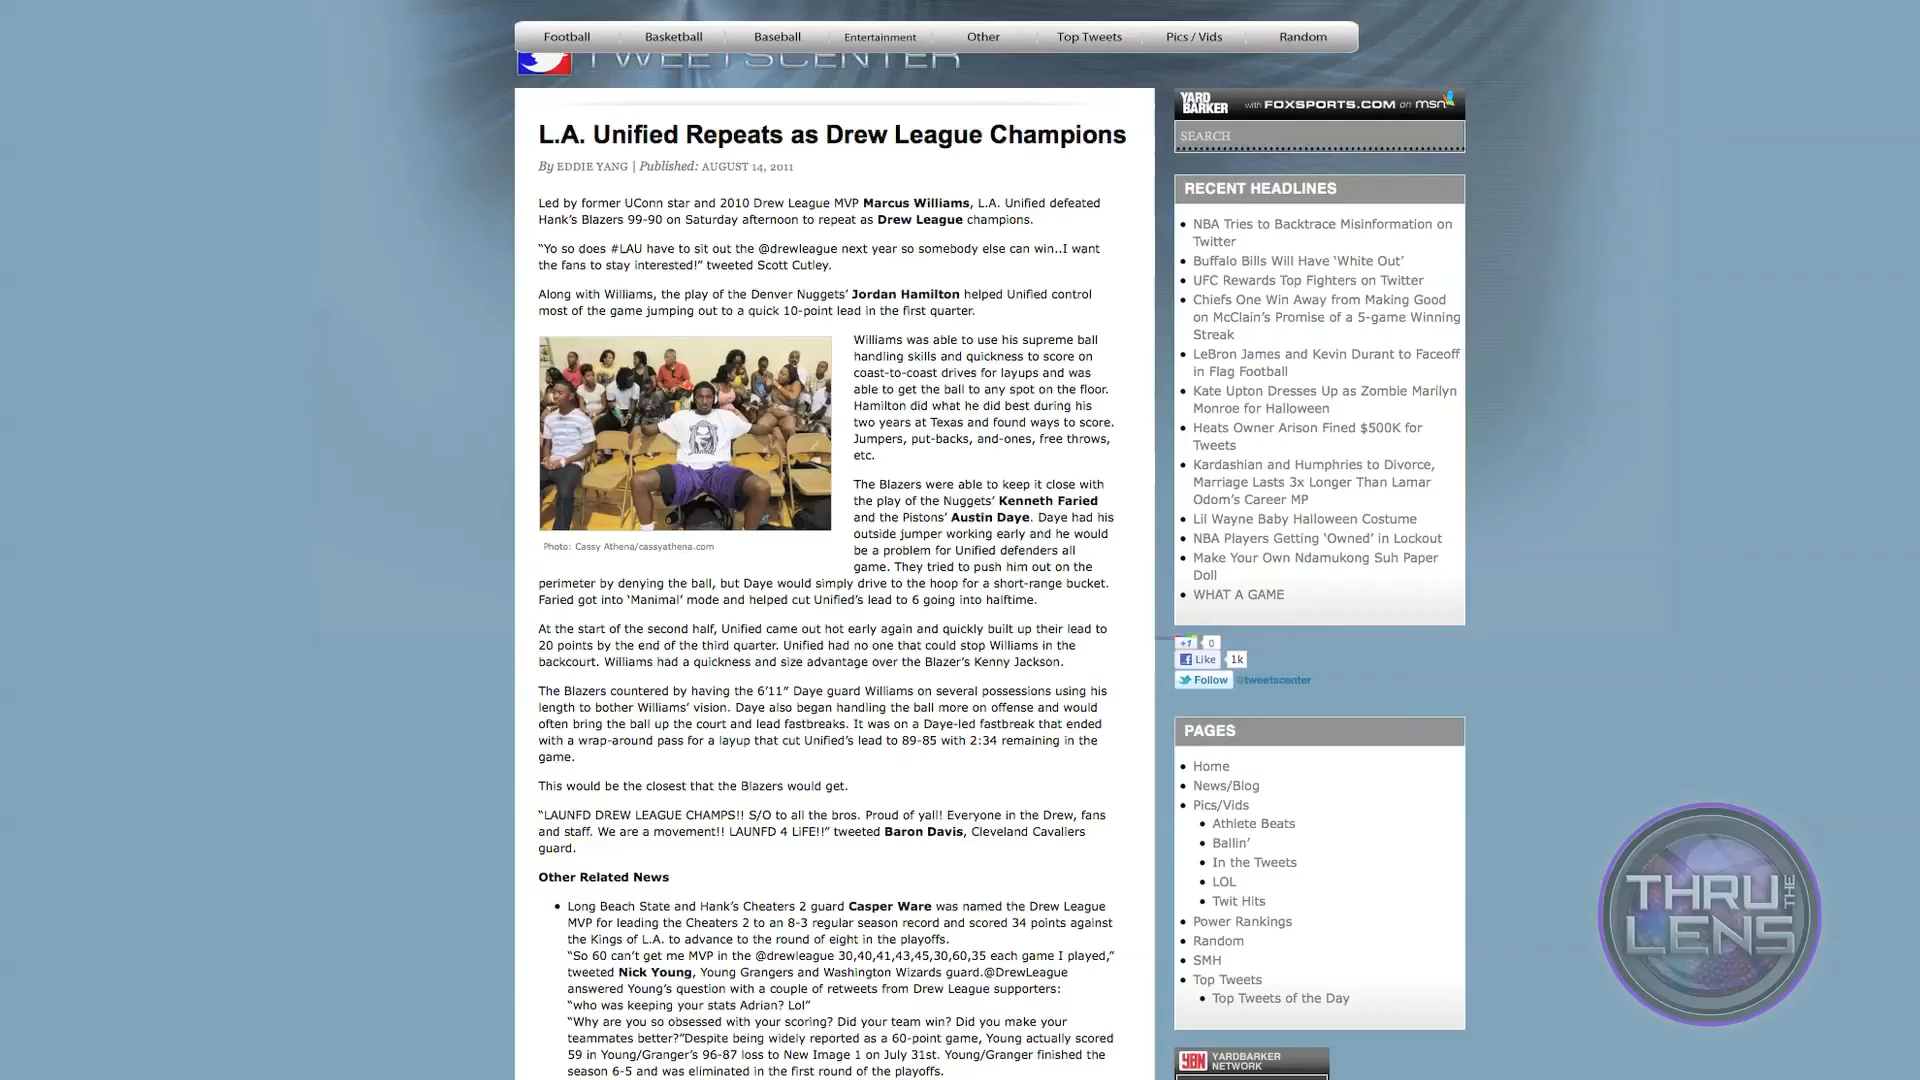 Football
Basketball
Baseball
Entertainment
Other
Top Tweets
Pics / Vids
Random
TWEETSCENTER
L.A. Unified Repeats as Drew League Champions
By EDDIE YANG | Published: AUGUST 14, 2011
Led by former UConn star and 2010 Drew League MVP Marcus Williams, L.A. Unified defeated
Hank's Blazers 99-90 on Saturday afternoon to repeat as Drew League champions.
“Yo so does #LAU have to sit out the @drewleague next year so somebody else can win..I want
the fans to stay interested!” tweeted Scott Cutley.
Along with Williams, the play of the Denver Nuggets’ Jordan Hamilton helped Unified control
most of the game jumping out to a quick 10-point lead in the first quarter.
Williams was able to use his supreme ball
handling skills and quickness to score on
coast-to-coast drives for layups and was
able to get the ball to any spot on the floor.
Hamilton did what he did best during his
two years at Texas and found ways to score.
Jumpers, put-backs, and-ones, free throws,
etc.
Photo: Cassy Athena/cassyathena.com
The Blazers were able to keep it close with
the play of the Nuggets’ Kenneth Faried
and the Pistons’ Austin Daye. Daye had his
outside jumper working early and he would
be a problem for Unified defenders all
game. They tried to push him out on the
perimeter by denying the ball, but Daye would simply drive to the hoop for a short-range bucket.
Faried got into ‘Manimal’ mode and helped cut Unified’s lead to 6 going into halftime.
At the start of the second half, Unified came out hot early again and quickly built up their lead to
20 points by the end of the third quarter. Unified had no one that could stop Williams in the
backcourt. Williams had a quickness and size advantage over the Blazer’s Kenny Jackson.
The Blazers countered by having the 6’11” Daye guard Williams on several possessions using his
length to bother Williams’ vision. Daye also began handling the ball more on offense and would
often bring the ball up the court and lead fastbreaks. It was on a Daye-led fastbreak that ended
with a wrap-around pass for a layup that cut Unified’s lead to 89-85 with 2:34 remaining in the
game.
This would be the closest that the Blazers would get.
“LAUNFD DREW LEAGUE CHAMPS!! S/O to all the bros. Proud of yall! Everyone in the Drew, fans
and staff. We are a movement!! LAUNFD 4 LiFE!!” tweeted Baron Davis, Cleveland Cavaliers
guard.
Other Related News
Long Beach State and Hank’s Cheaters 2 guard Casper Ware was named the Drew League
MVP for leading the Cheaters 2 to an 8-3 regular season record and scored 34 points against
the Kings of L.A. to advance to the round of eight in the playoffs.
“So 60 can’t get me MVP in the @drewleague 30,40,41,43,45,30,60,35 each game I played,”
tweeted Nick Young, Young Grangers and Washington Wizards guard.@DrewLeague
answered Young’s question with a couple of retweets from Drew League supporters:
“who was keeping your stats Adrian? Lol”
“Why are you so obsessed with your scoring? Did your team win? Did you make your
teammates better?”Despite being widely reported as a 60-point game, Young actually scored
59 in Young/Granger’s 96-87 loss to New Image 1 on July 31st. Young/Granger finished the
season 6-5 and was eliminated in the first round of the playoffs.
YARD
BARKER
with FOXSPORTS.COM on msn
SEARCH
RECENT HEADLINES
NBA Tries to Backtrace Misinformation on
Twitter
Buffalo Bills Will Have ‘White Out’
UFC Rewards Top Fighters on Twitter
Chiefs One Win Away from Making Good
on McClain’s Promise of a 5-game Winning
Streak
LeBron James and Kevin Durant to Faceoff
in Flag Football
Kate Upton Dresses Up as Zombie Marilyn
Monroe for Halloween
Heats Owner Arison Fined $500K for
Tweets
Kardashian and Humphries to Divorce,
Marriage Lasts 3x Longer Than Lamar
Odom’s Career MP
Lil Wayne Baby Halloween Costume
NBA Players Getting ‘Owned’ in Lockout
Make Your Own Ndamukong Suh Paper
Doll
WHAT A GAME
+1
0
Like
1k
Follow @tweetscenter
PAGES
Home
News/Blog
Pics/Vids
Athlete Beats
Ballin’
In the Tweets
LOL
Twit Hits
Power Rankings
Random
SMH
Top Tweets
Top Tweets of the Day
YBN YARDBARKER
NETWORK
THRU THE
LENS